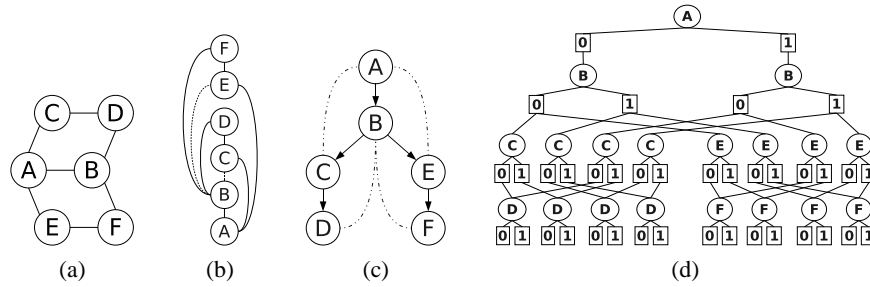 C D
A B
E F
(a)
F
E
D
C
B
A
(b)
A
B
C E
D F
(c)
A
0 1
B B
0 1 0 1
C C C C E E E E
0 1 0 1 0 1 0 1 0 1 0 1 0 1 0 1
D D D D F F F F
0 1 0 1 0 1 0 1 0 1 0 1 0 1 0 1
(d)